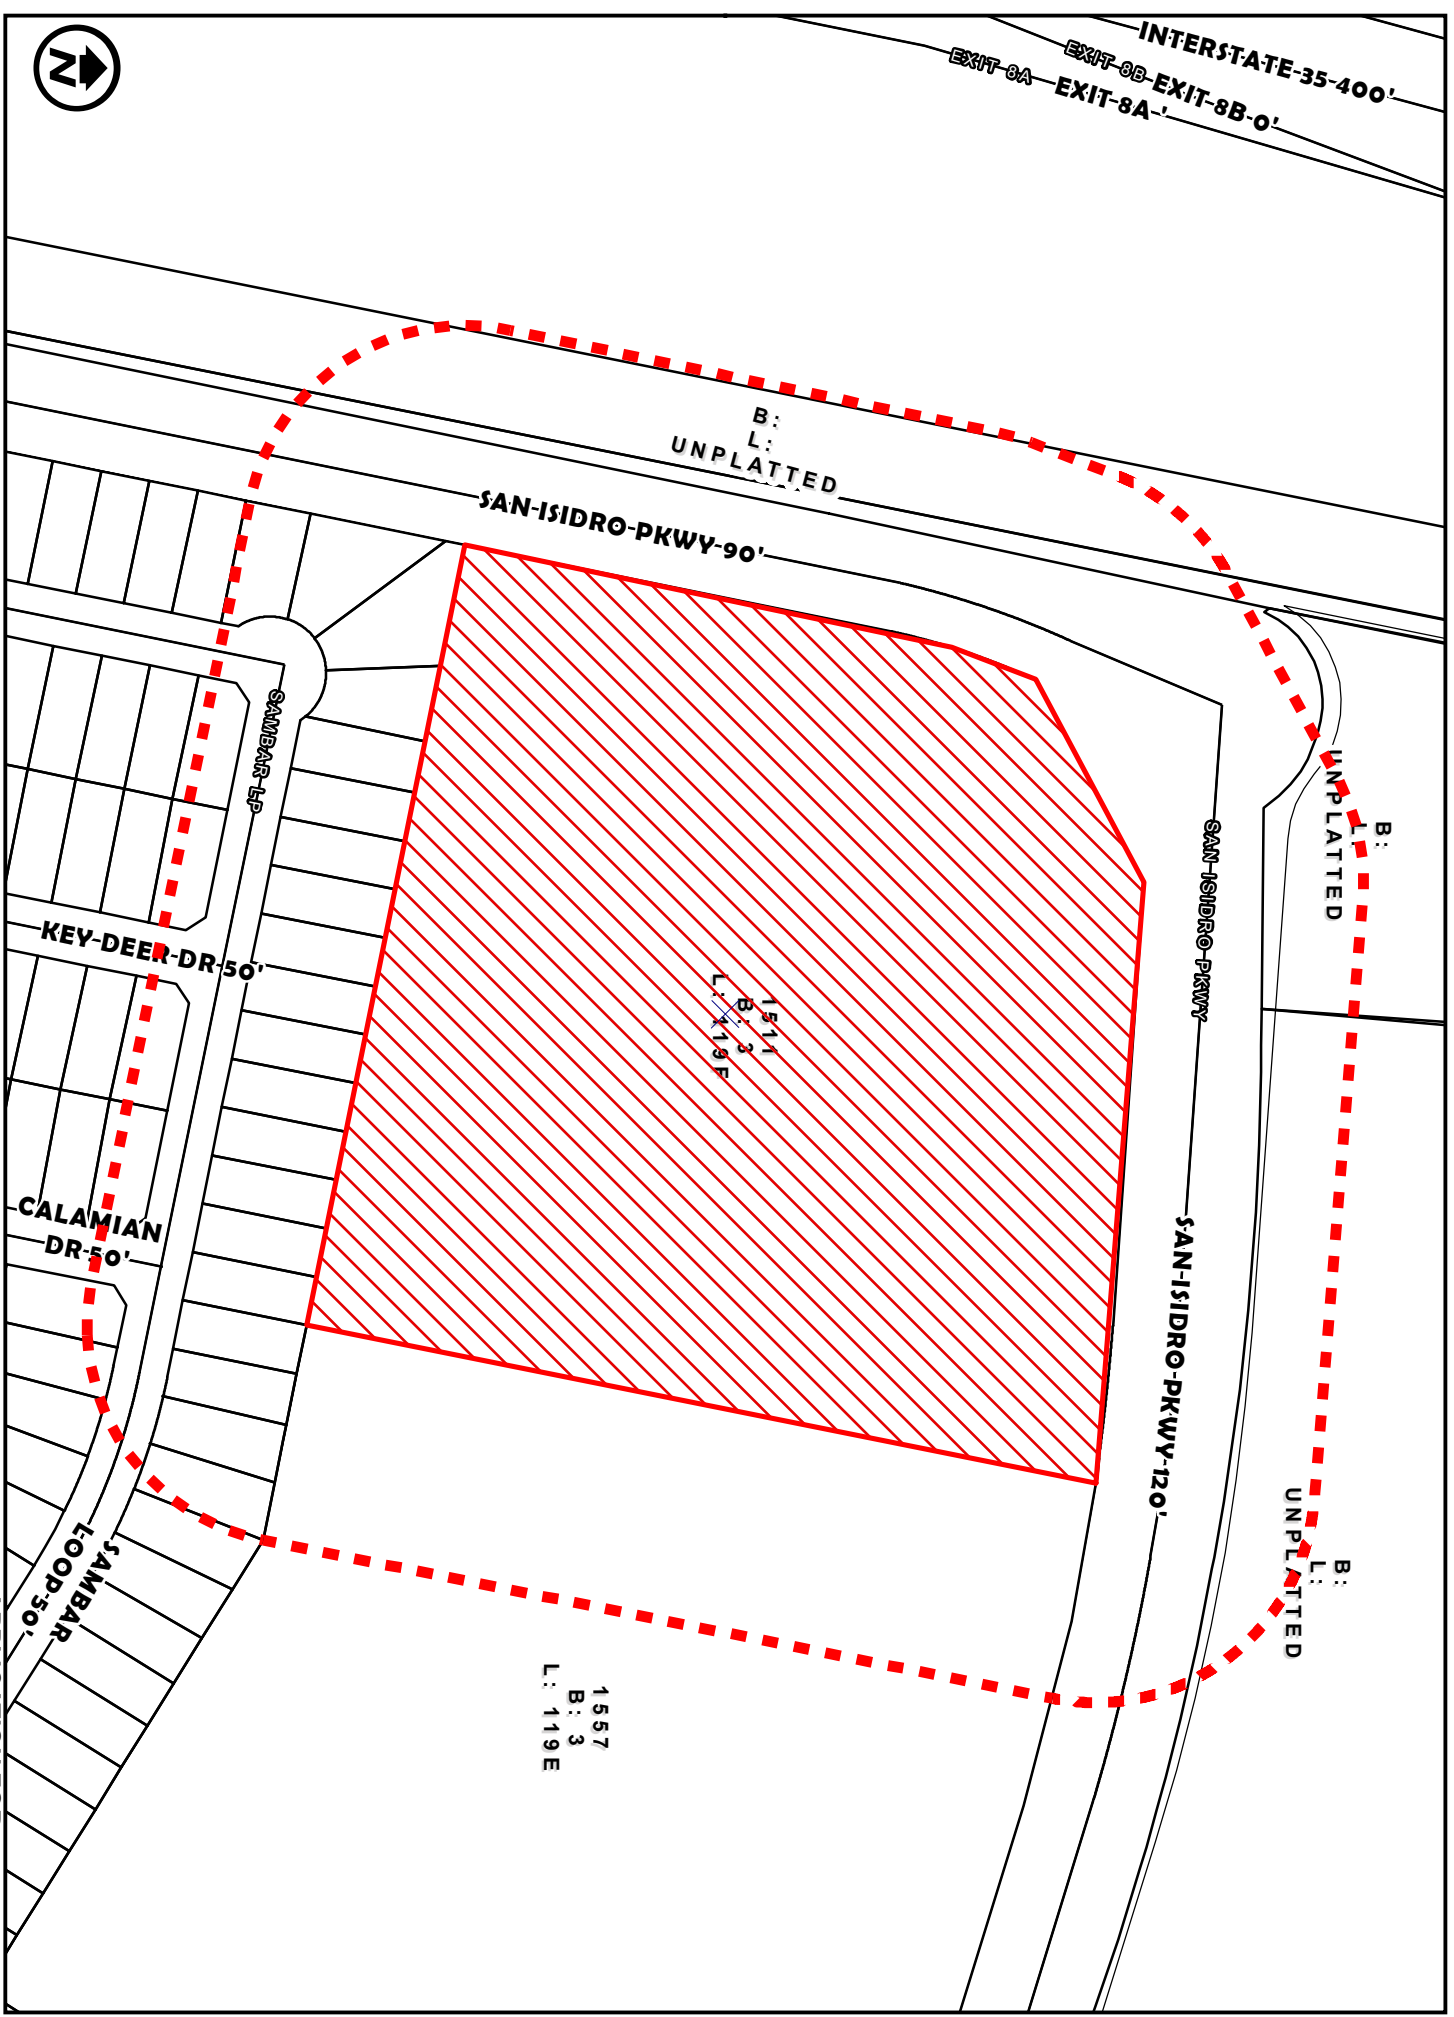 N
INTERSTATE-35-400'
EXIT 8B
EXIT-8B-0'
EXIT 8A
EXIT-8A-'
B:
L:
UNPLATTED
SAN-ISIDRO-PKWY-90'
SAMBAR LP
SAN ISIDRO PKWY
B:
L:
UNPLATTED
KEY-DEER-DR-50'
1511
B: 3
L: 119E
CALAMIAN
DR-50'
SAN-ISIDRO-PKWY-120'
B:
L:
UNPLATTED
SAMBAR
LOOP-50'
1557
B: 3
L: 119E